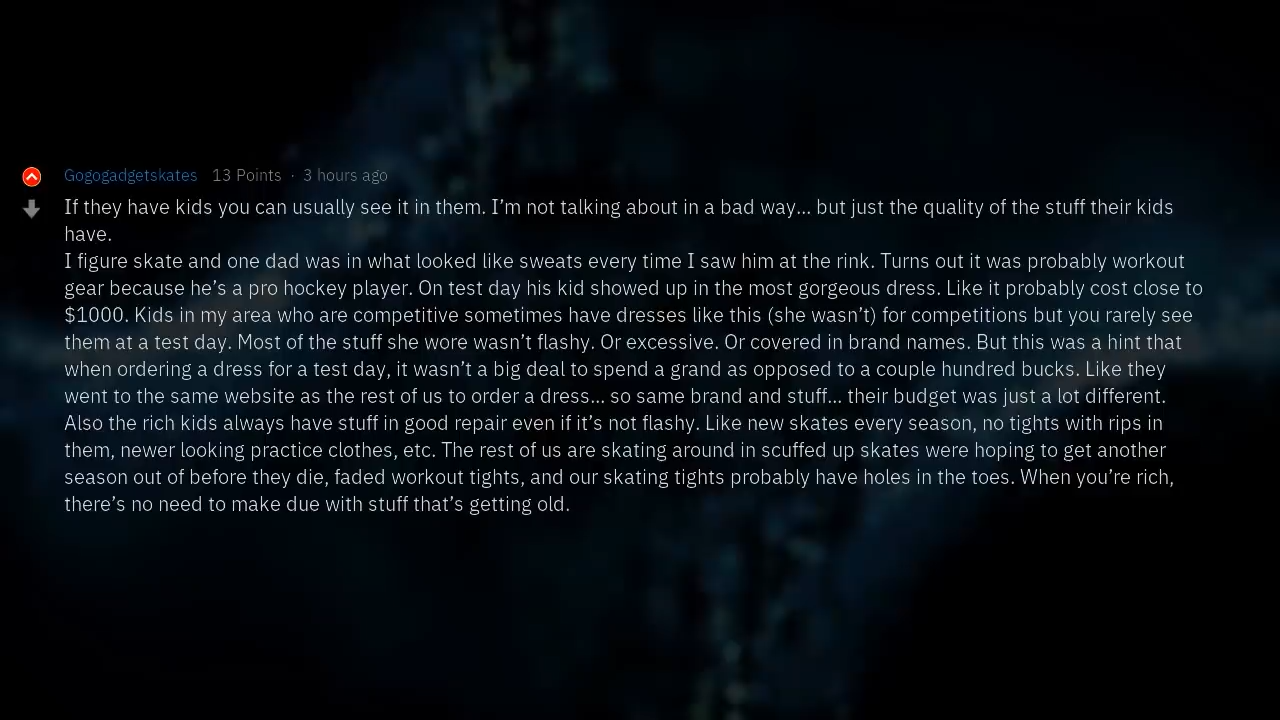 Gogogadgetskates 13 Points · 3 hours ago
If they have kids you can usually see it in them. I’m not talking about in a bad way... but just the quality of the stuff their kids
have.
I figure skate and one dad was in what looked like sweats every time I saw him at the rink. Turns out it was probably workout
gear because he’s a pro hockey player. On test day his kid showed up in the most gorgeous dress. Like it probably cost close to
$1000. Kids in my area who are competitive sometimes have dresses like this (she wasn’t) for competitions but you rarely see
them at a test day. Most of the stuff she wore wasn’t flashy. Or excessive. Or covered in brand names. But this was a hint that
when ordering a dress for a test day, it wasn’t a big deal to spend a grand as opposed to a couple hundred bucks. Like they
went to the same website as the rest of us to order a dress... so same brand and stuff... their budget was just a lot different.
Also the rich kids always have stuff in good repair even if it’s not flashy. Like new skates every season, no tights with rips in
them, newer looking practice clothes, etc. The rest of us are skating around in scuffed up skates were hoping to get another
season out of before they die, faded workout tights, and our skating tights probably have holes in the toes. When you’re rich,
there’s no need to make due with stuff that’s getting old.